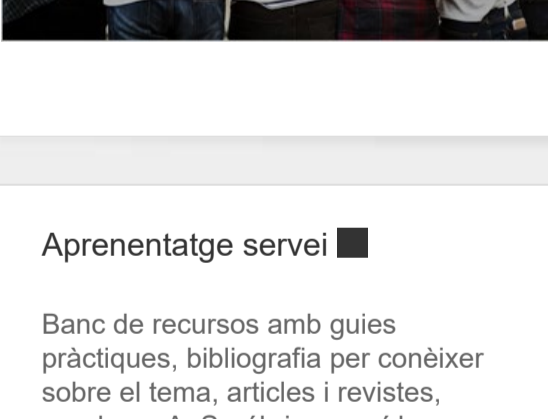 Aprenentatge servei
Banc de recursos amb guies
pràctiques, bibliografia per conèixer
sobre el tema, articles i revistes,